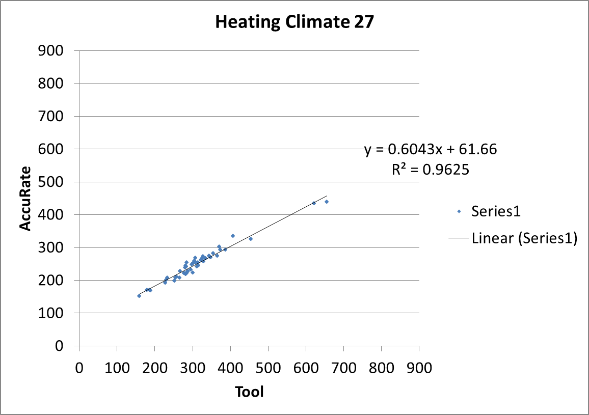 Heating Climate 27
900
800
700
600
500
400
300
200
100
0
AccuRate
y = 0.6043x + 61.66
R² = 0.9625
Series1
Linear (Series1)
0 100 200 300 400 500 600 700 800 900
Tool